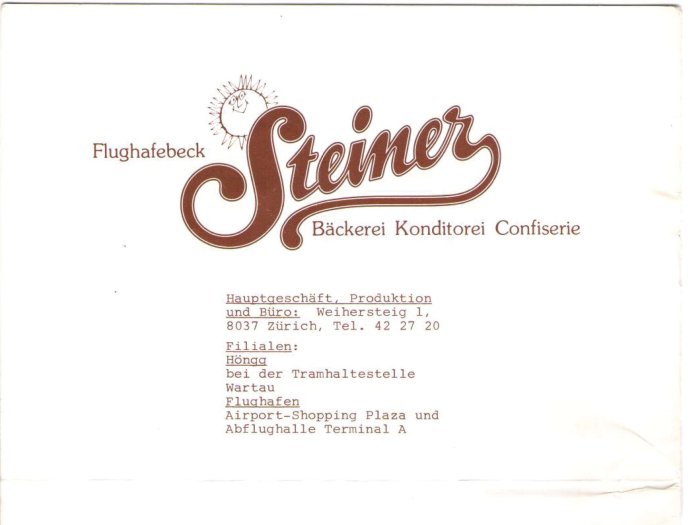 Flughafebeck
Steiner
Bäckerei Konditorei Confiserie
Hauptgeschäft, Produktion
und Büro: Weihersteig 1,
8037 Zürich, Tel. 42 27 20
Filialen:
Höngg
bei der Tramhaltestelle
Wartau
Flughafen
Airport-Shopping Plaza und
Abflughalle Terminal A